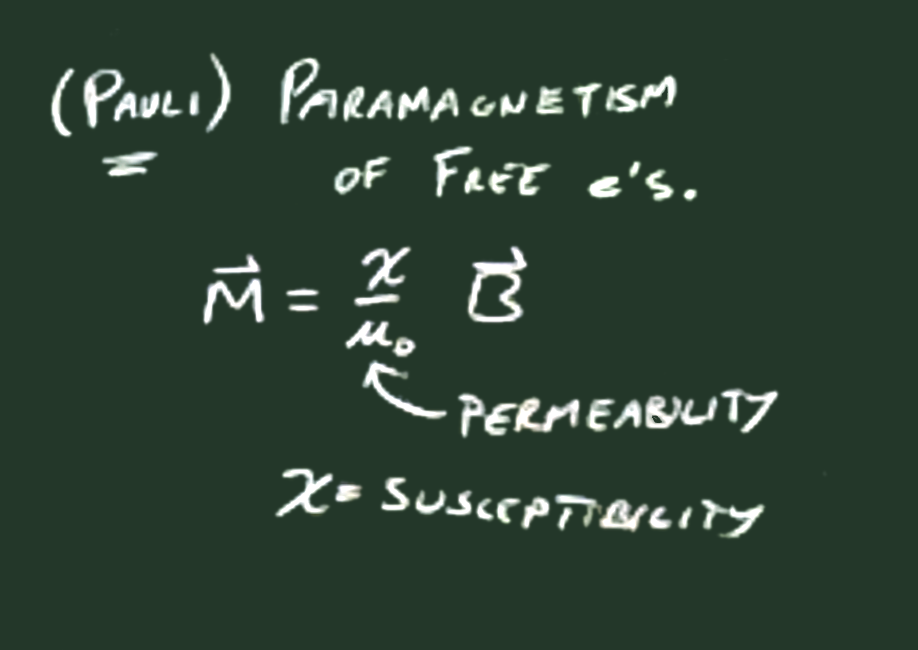 (PAULI) PARAMAGNETISM
OF FREE e's.
M⃗ = χ/μ₀ B⃗
PERMEABILITY
χ = SUSCEPTIBILITY